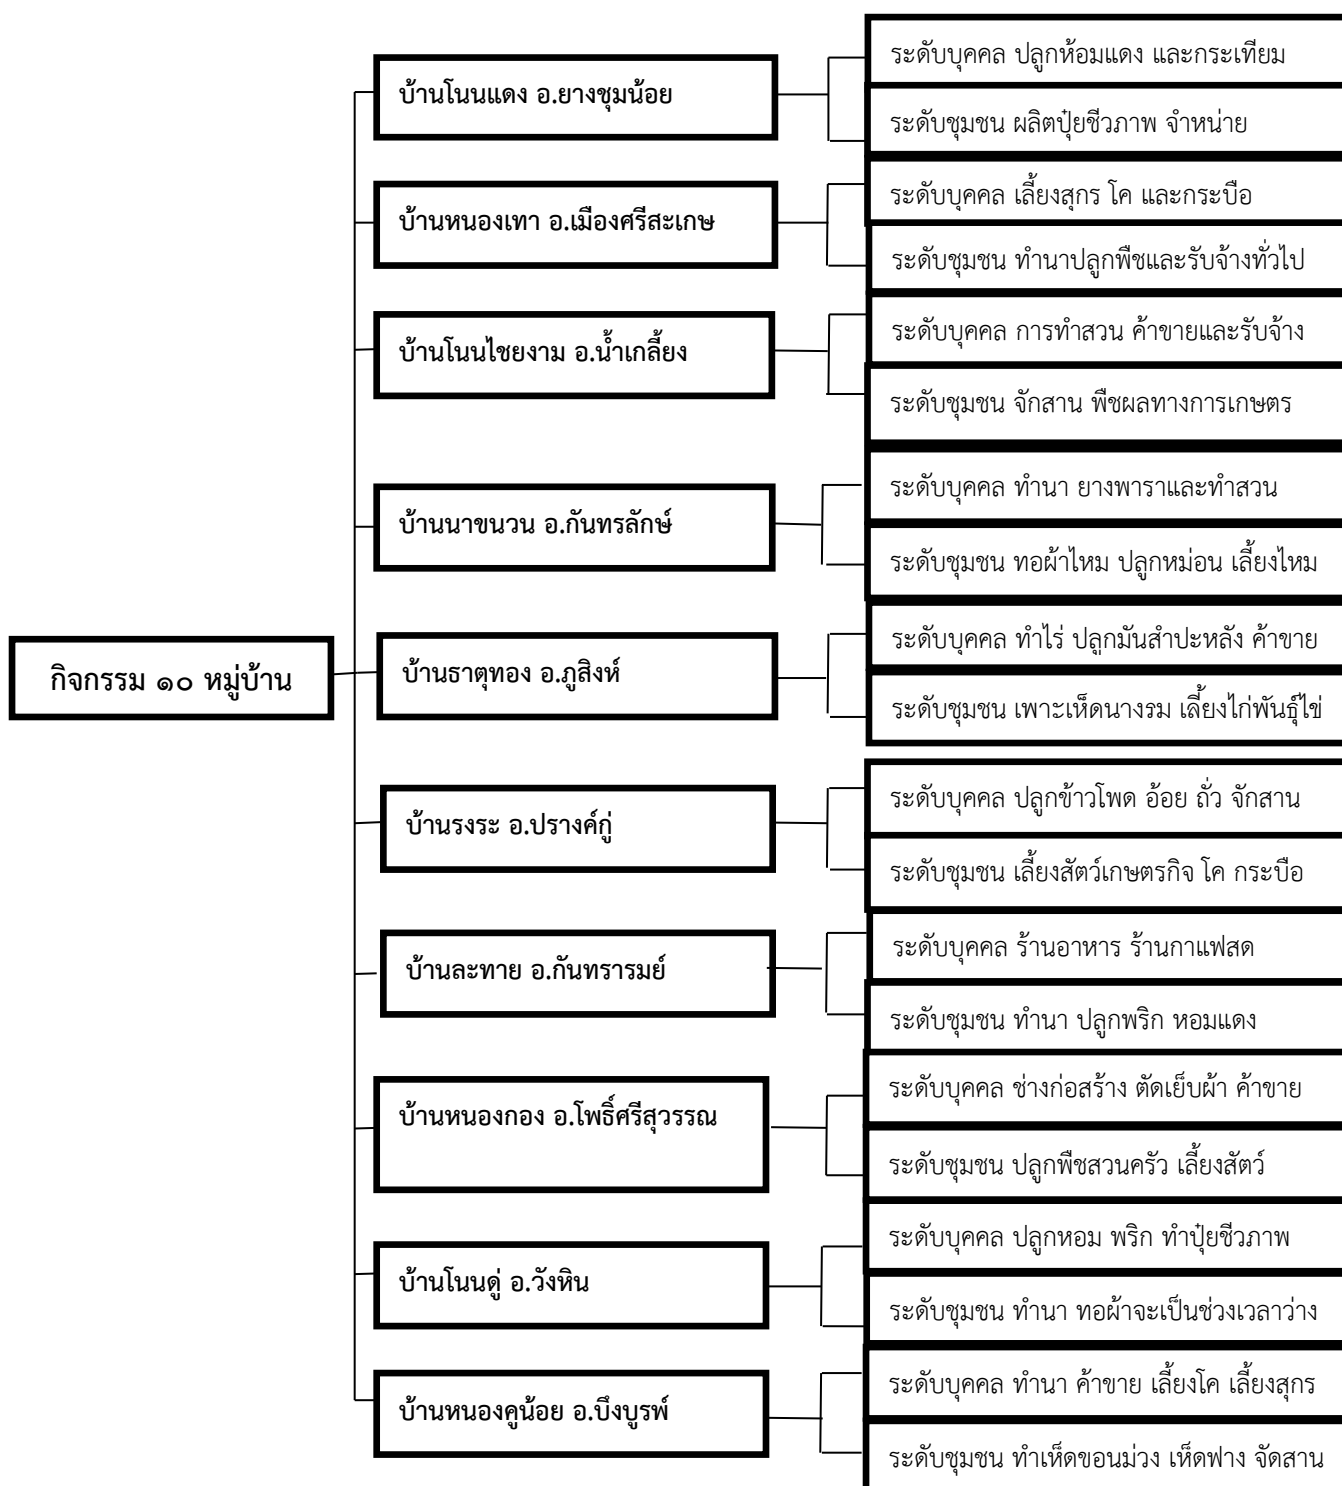 ระดับบุคคล ปลูกห้อมแดง และกระเทียม
บ้านโนนแดง อ.ยางชุมน้อย
ระดับชุมชน ผลิตปุ๋ยชีวภาพ จำหน่าย
ระดับบุคคล เลี้ยงสุกร โค และกระบือ
บ้านหนองเทา อ.เมืองศรีสะเกษ
ระดับชุมชน ทำนาปลูกพืชและรับจ้างทั่วไป
ระดับบุคคล การทำสวน ค้าขายและรับจ้าง
บ้านโนนไชยงาม อ.น้ำเกลี้ยง
ระดับชุมชน จักสาน พืชผลทางการเกษตร
ระดับบุคคล ทำนา ยางพาราและทำสวน
บ้านนาขนวน อ.กันทรลักษ์
ระดับชุมชน ทอผ้าไหม ปลูกหม่อน เลี้ยงไหม
ระดับบุคคล ทำไร่ ปลูกมันสำปะหลัง ค้าขาย
กิจกรรม ๑๐ หมู่บ้าน
บ้านธาตุทอง อ.ภูสิงห์
ระดับชุมชน เพาะเห็ดนางรม เลี้ยงไก่พันธุ์ไข่
ระดับบุคคล ปลูกข้าวโพด อ้อย ถั่ว จักสาน
บ้านรงระ อ.ปรางค์กู่
ระดับชุมชน เลี้ยงสัตว์เกษตรกิจ โค กระบือ
ระดับบุคคล ร้านอาหาร ร้านกาแฟสด
บ้านละทาย อ.กันทรารมย์
ระดับชุมชน ทำนา ปลูกพริก หอมแดง
ระดับบุคคล ช่างก่อสร้าง ตัดเย็บผ้า ค้าขาย
บ้านหนองกอง อ.โพธิ์ศรีสุวรรณ
ระดับชุมชน ปลูกพืชสวนครัว เลี้ยงสัตว์
ระดับบุคคล ปลูกหอม พริก ทำปุ๋ยชีวภาพ
บ้านโนนดู่ อ.วังหิน
ระดับชุมชน ทำนา ทอผ้าจะเป็นช่วงเวลาว่าง
ระดับบุคคล ทำนา ค้าขาย เลี้ยงโค เลี้ยงสุกร
บ้านหนองคูน้อย อ.บึงบูรพ์
ระดับชุมชน ทำเห็ดขอนม่วง เห็ดฟาง จัดสาน